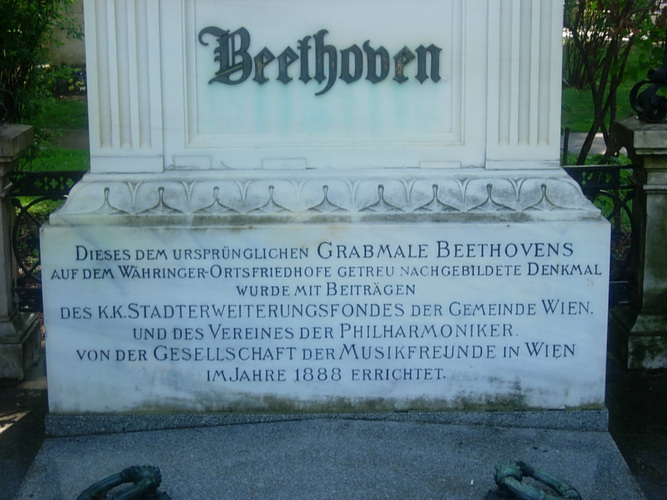 Beethoven
DIESES DEM URSPRÜNGLICHEN GRABMALE BEETHOVENS
AUF DEM WÄHRINGER-ORTSFRIEDHOFE GETREU NACHGEBILDETE DENKMAL
WURDE MIT BEITRÄGEN
DES K.K. STADTERWEITERUNGSFONDES DER GEMEINDE WIEN,
UND DES VEREINES DER PHILHARMONIKER
VON DER GESELLSCHAFT DER MUSIKFREUNDE IN WIEN
IM JAHRE 1888 ERRICHTET.